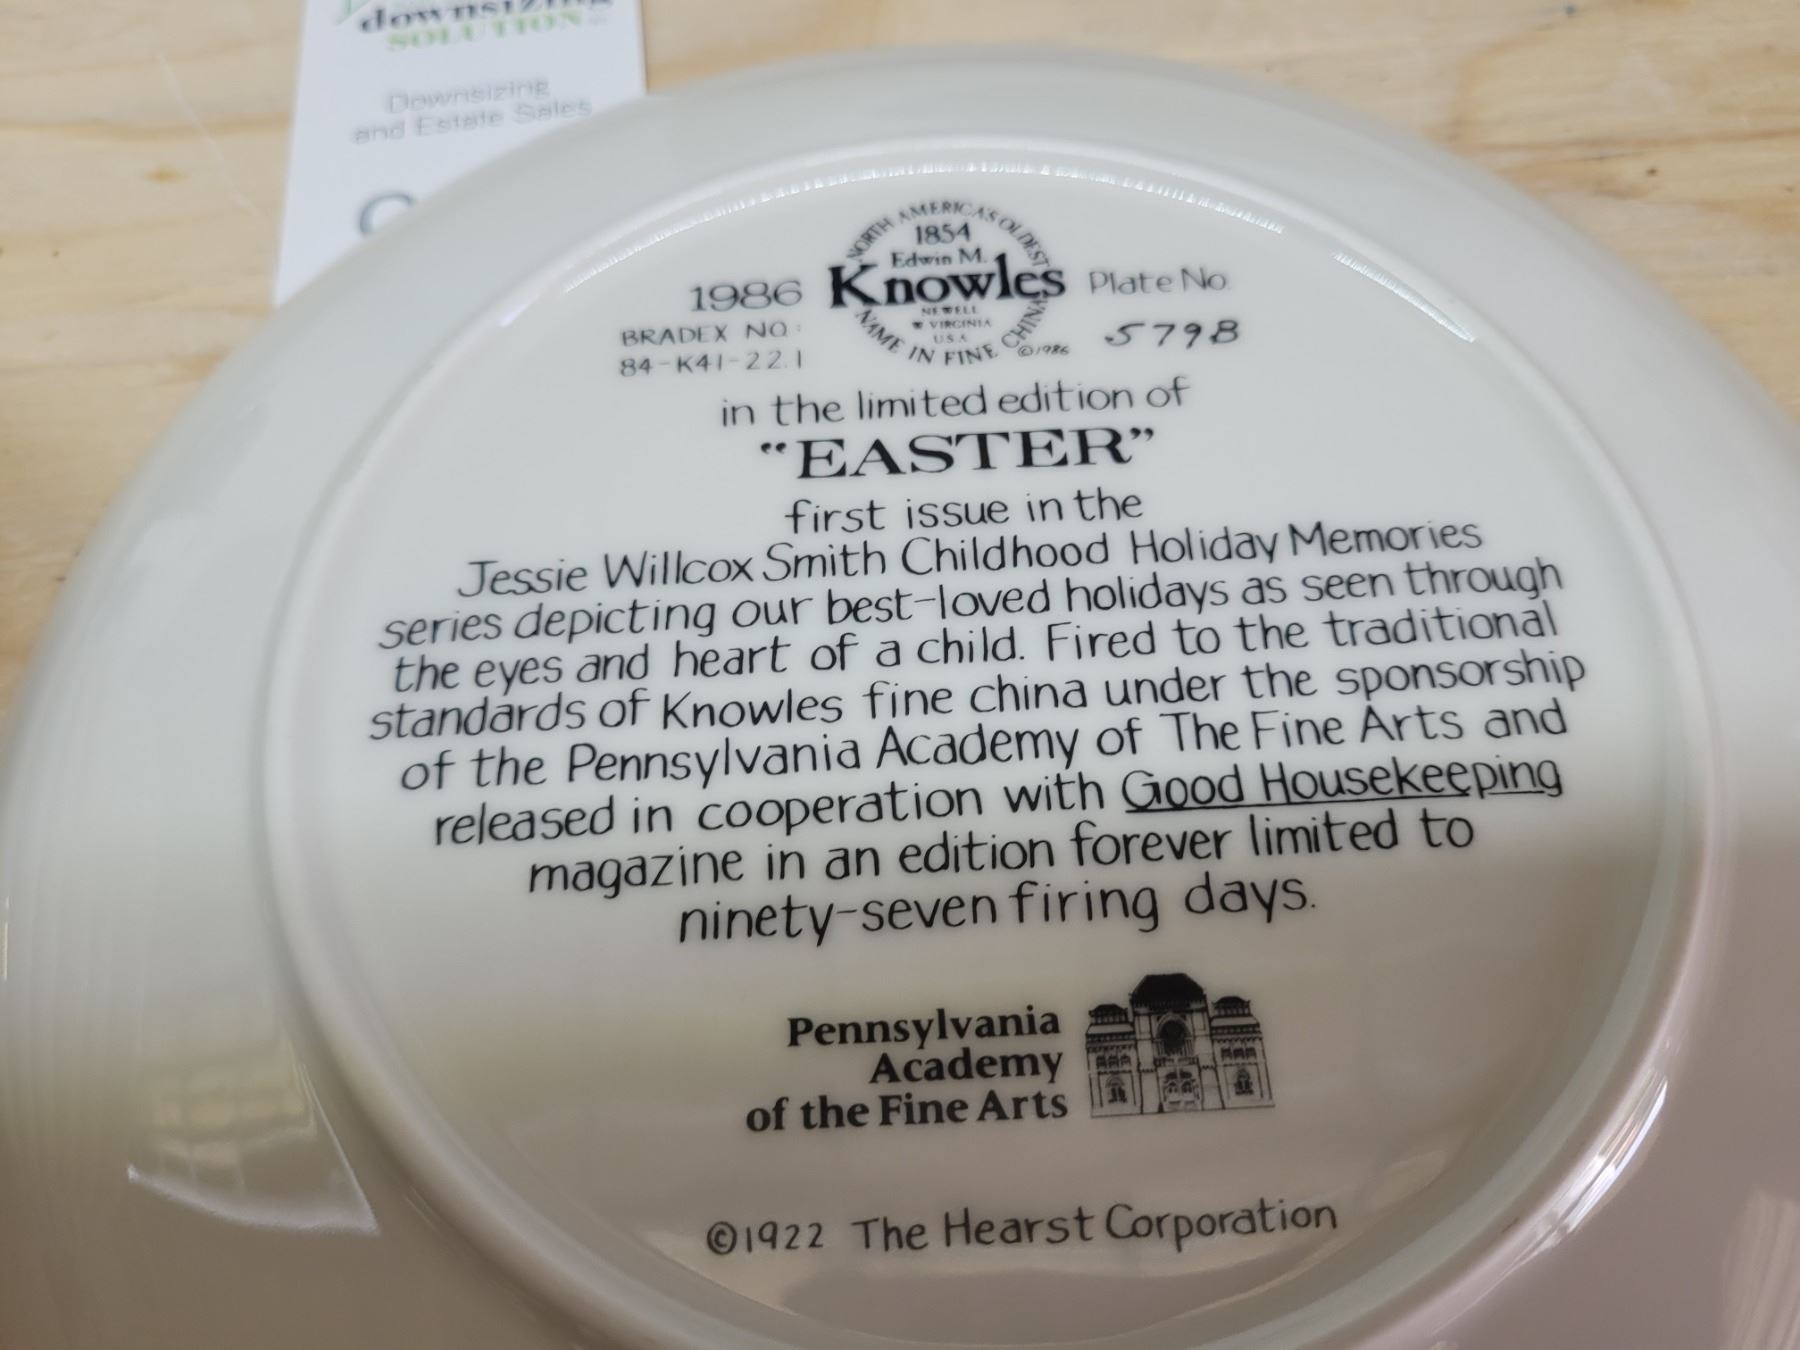 downsizing
SOLUTION
Downsizing
and Estate Sales
NORTH AMERICA'S OLDEST
1854
Edwin M.
1986 Knowles Plate No.
NEWELL
W VIRGINIA
U.S.A
NAME IN FINE CHINA
©1986
BRADEX NO:
84-K41-22.1
5798
in the limited edition of
"EASTER"
first issue in the
Jessie Willcox Smith Childhood Holiday Memories
series depicting our best-loved holidays as seen through
the eyes and heart of a child. Fired to the traditional
standards of Knowles fine china under the sponsorship
of the Pennsylvania Academy of The Fine Arts and
released in cooperation with Good Housekeeping
magazine in an edition forever limited to
ninety-seven firing days.
Pennsylvania
Academy
of the Fine Arts
©1922 The Hearst Corporation